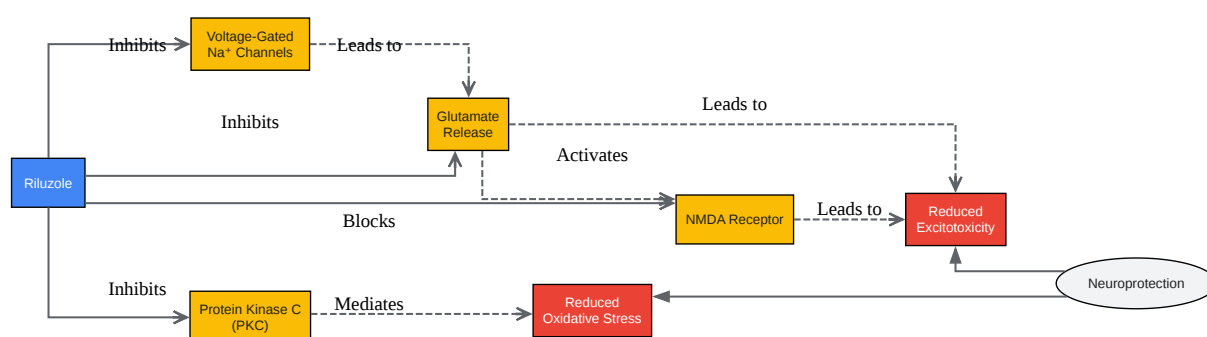 Inhibits
Voltage-Gated
Na⁺ Channels
Leads to
Inhibits
Glutamate
Release
Leads to
Activates
Riluzole
Blocks
NMDA Receptor
Leads to
Reduced
Excitotoxicity
Inhibits
Protein Kinase C
(PKC)
Mediates
Reduced
Oxidative Stress
Neuroprotection